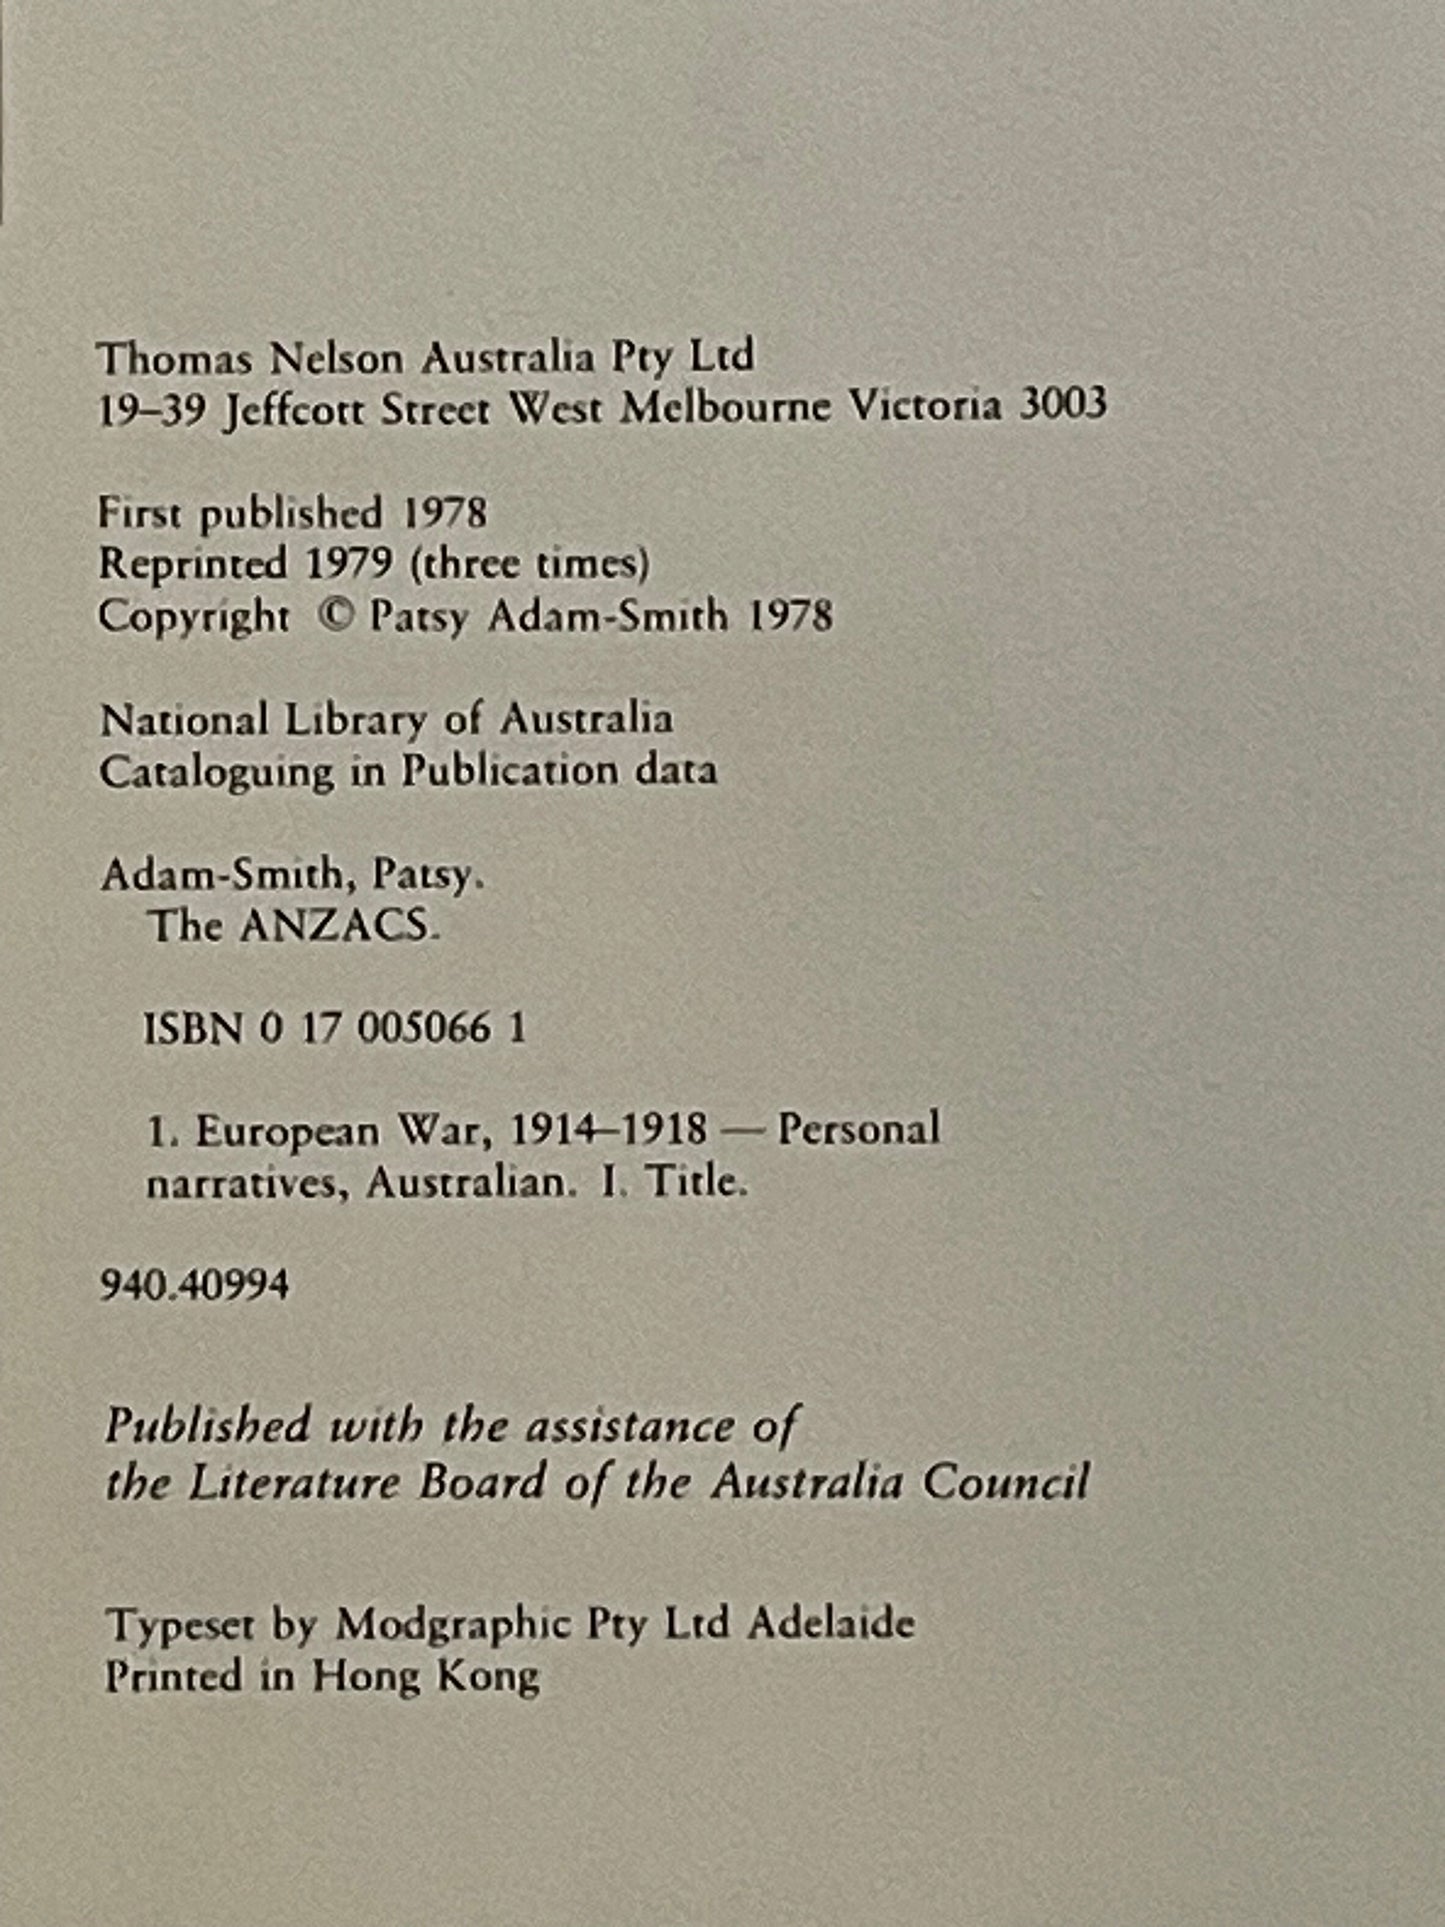 Thomas Nelson Australia Pty Ltd
19–39 Jeffcott Street West Melbourne Victoria 3003
First published 1978
Reprinted 1979 (three times)
Copyright © Patsy Adam-Smith 1978
National Library of Australia
Cataloguing in Publication data
Adam-Smith, Patsy.
The ANZACS.
ISBN 0 17 005066 1
1. European War, 1914–1918 — Personal
narratives, Australian. I. Title.
940.40994
Published with the assistance of
the Literature Board of the Australia Council
Typeset by Modgraphic Pty Ltd Adelaide
Printed in Hong Kong